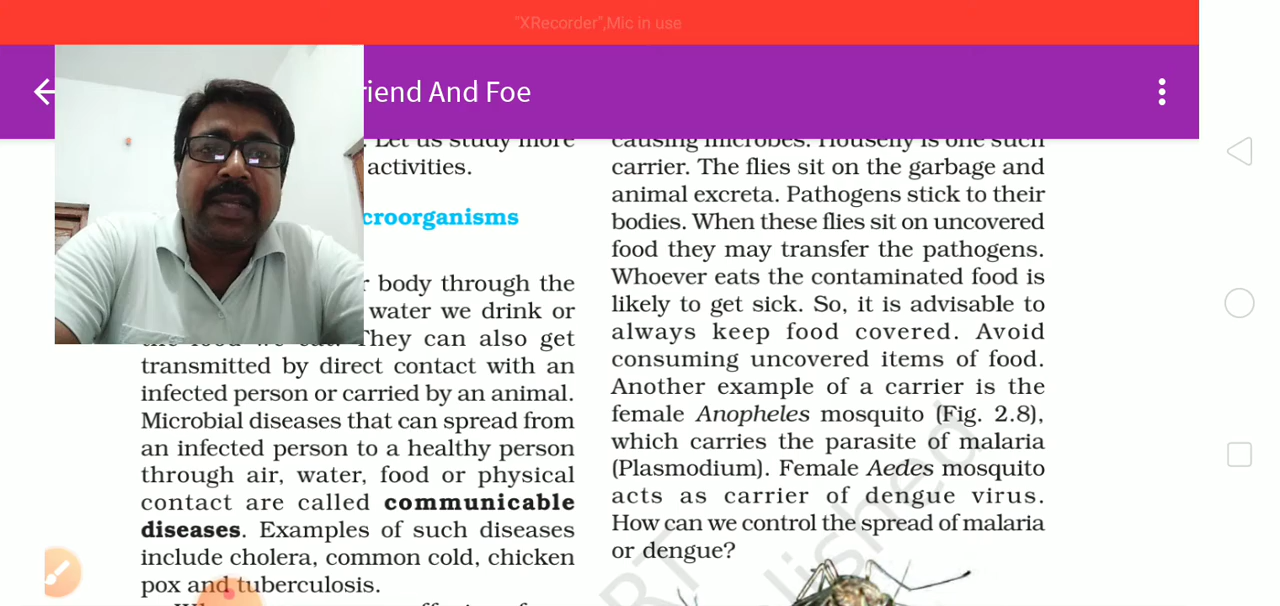 "XRecorder",Mic in use
riend And Foe
Let us study more
activities.
croorganisms
r body through the
water we drink or
They can also get
transmitted by direct contact with an
infected person or carried by an animal.
Microbial diseases that can spread from
an infected person to a healthy person
through air, water, food or physical
contact are called communicable
diseases. Examples of such diseases
include cholera, common cold, chicken
pox and tuberculosis.
causing microbes. Housefly is one such
carrier. The flies sit on the garbage and
animal excreta. Pathogens stick to their
bodies. When these flies sit on uncovered
food they may transfer the pathogens.
Whoever eats the contaminated food is
likely to get sick. So, it is advisable to
always keep food covered. Avoid
consuming uncovered items of food.
Another example of a carrier is the
female Anopheles mosquito (Fig. 2.8),
which carries the parasite of malaria
(Plasmodium). Female Aedes mosquito
acts as carrier of dengue virus.
How can we control the spread of malaria
or dengue?